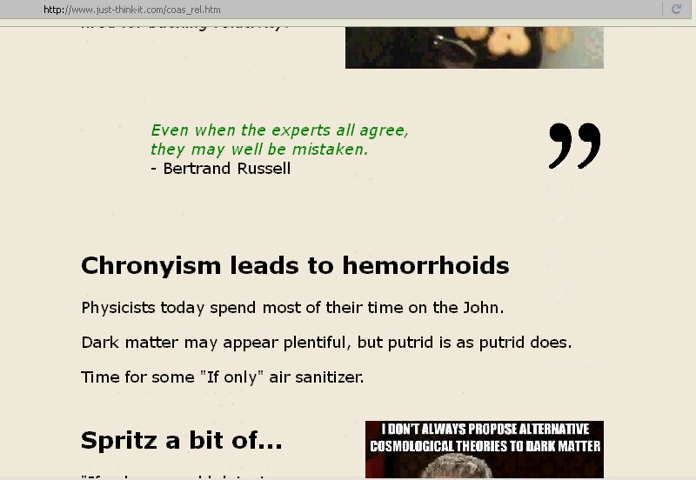 http://www.just-think-it.com/coas_rel.htm
Even when the experts all agree,
they may well be mistaken.
- Bertrand Russell
”
Chronyism leads to hemorrhoids
Physicists today spend most of their time on the John.
Dark matter may appear plentiful, but putrid is as putrid does.
Time for some "If only" air sanitizer.
Spritz a bit of...
I DON'T ALWAYS PROPOSE ALTERNATIVE
COSMOLOGICAL THEORIES TO DARK MATTER